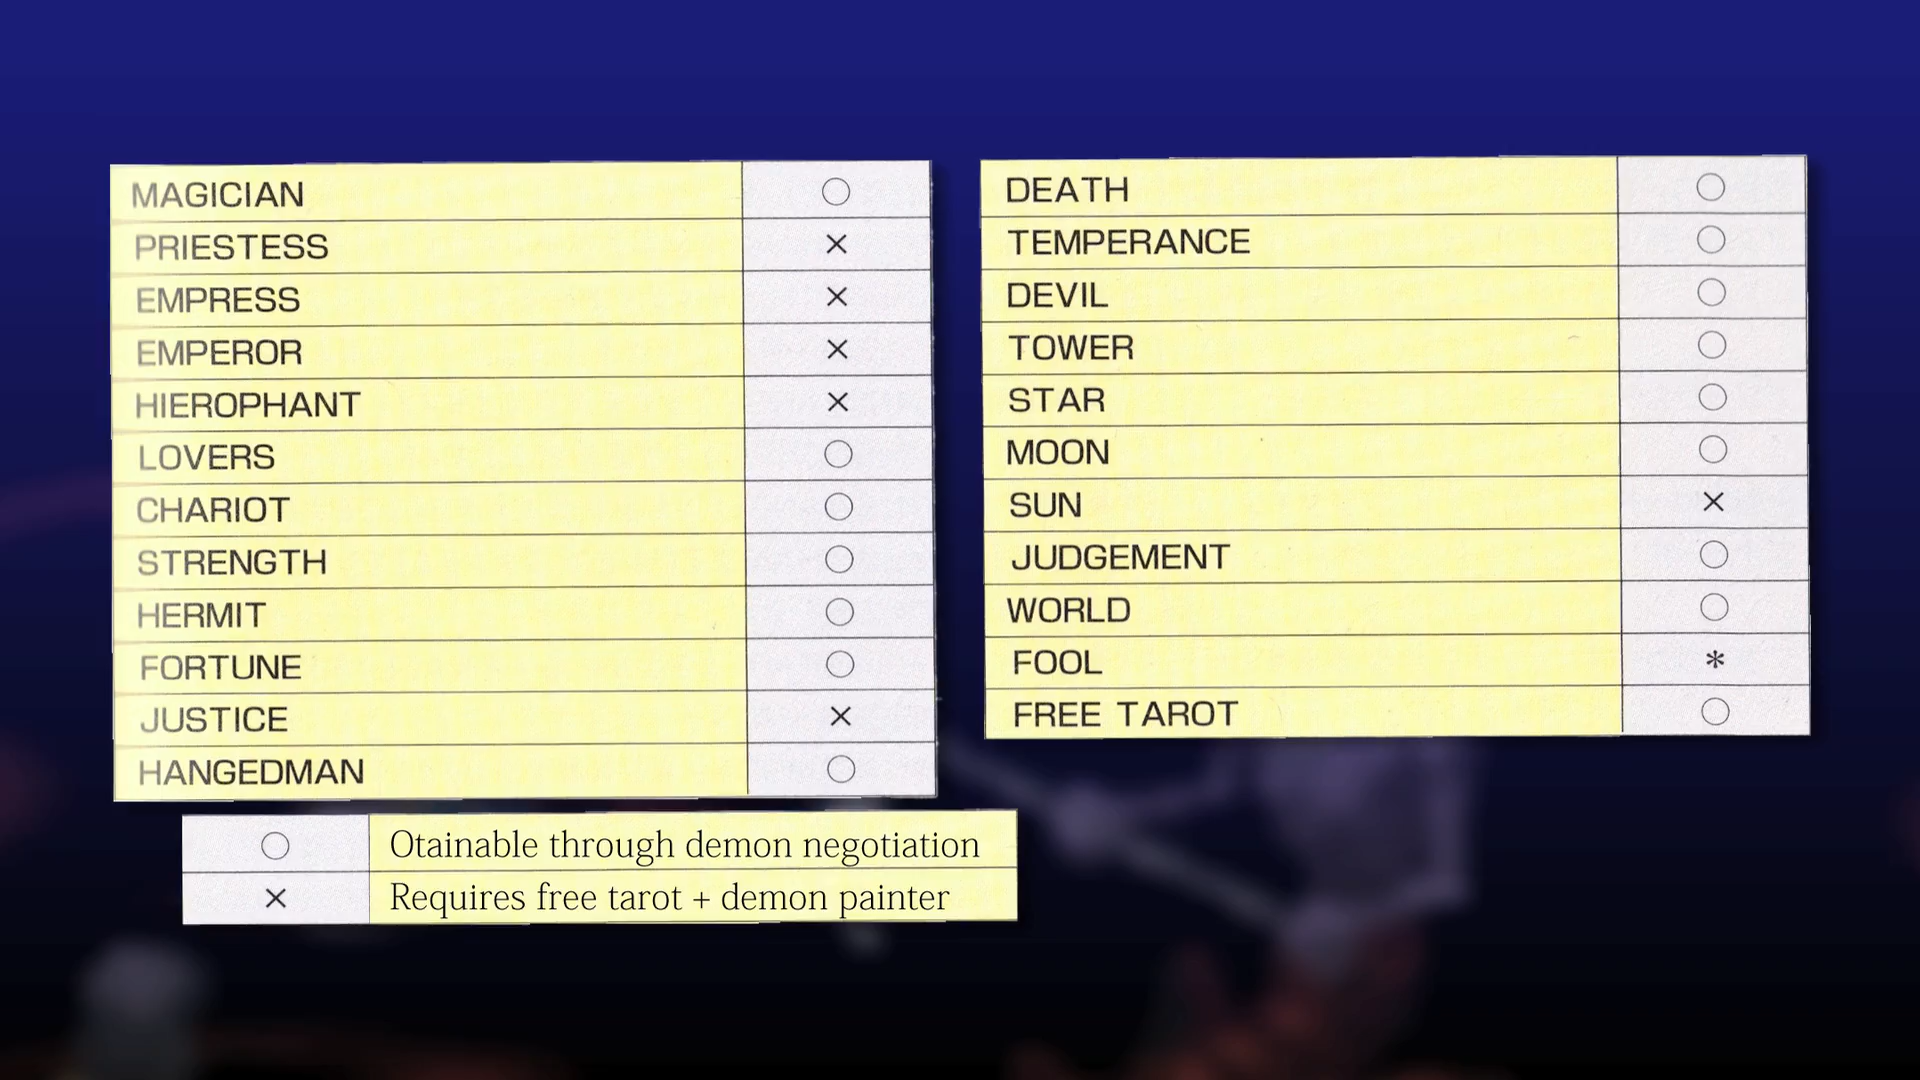 MAGICIAN ○
PRIESTESS ×
EMPRESS ×
EMPEROR ×
HIEROPHANT ×
LOVERS ○
CHARIOT ○
STRENGTH ○
HERMIT ○
FORTUNE ○
JUSTICE ×
HANGEDMAN ○
DEATH ○
TEMPERANCE ○
DEVIL ○
TOWER ○
STAR ○
MOON ○
SUN ×
JUDGEMENT ○
WORLD ○
FOOL *
FREE TAROT ○
○ Otainable through demon negotiation
× Requires free tarot + demon painter